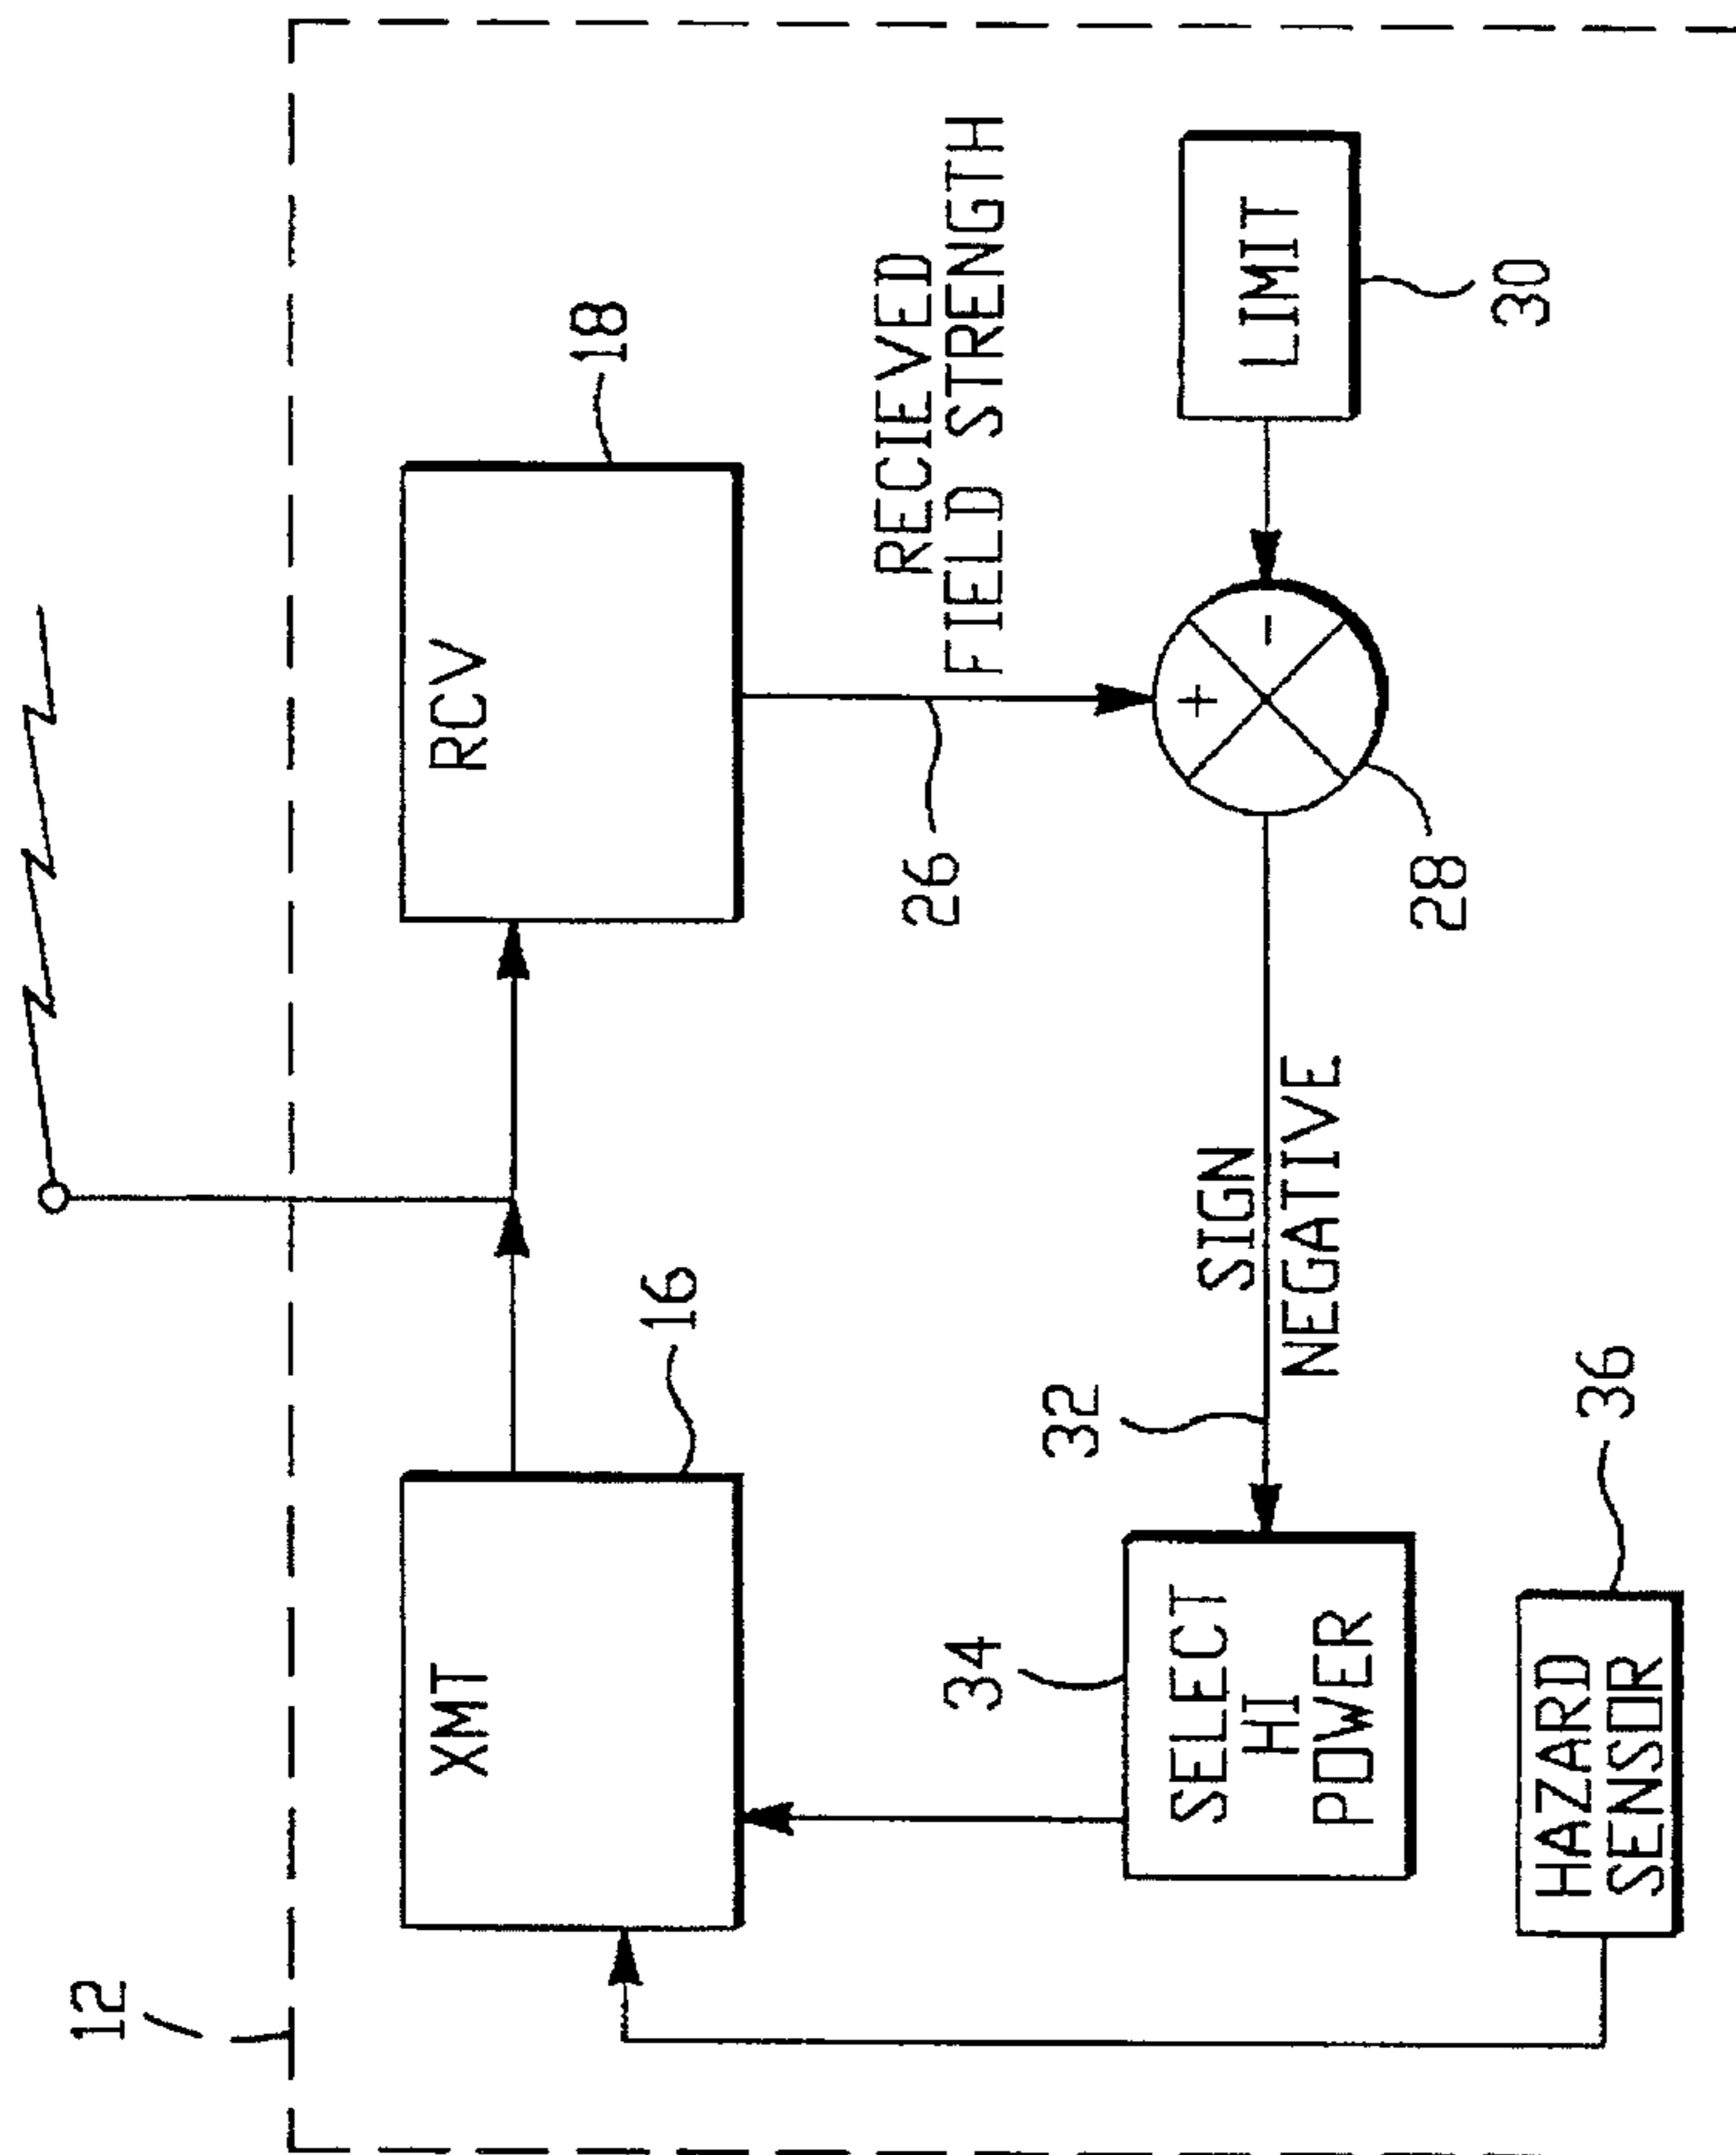 12
XMT
16
RCV
18
34
SELECT
HI
POWER
32
SIGN
NEGATIVE
26
RECIEVED
FIELD STRENGTH
+
-
28
LIMIT
30
HAZARD
SENSOR
36